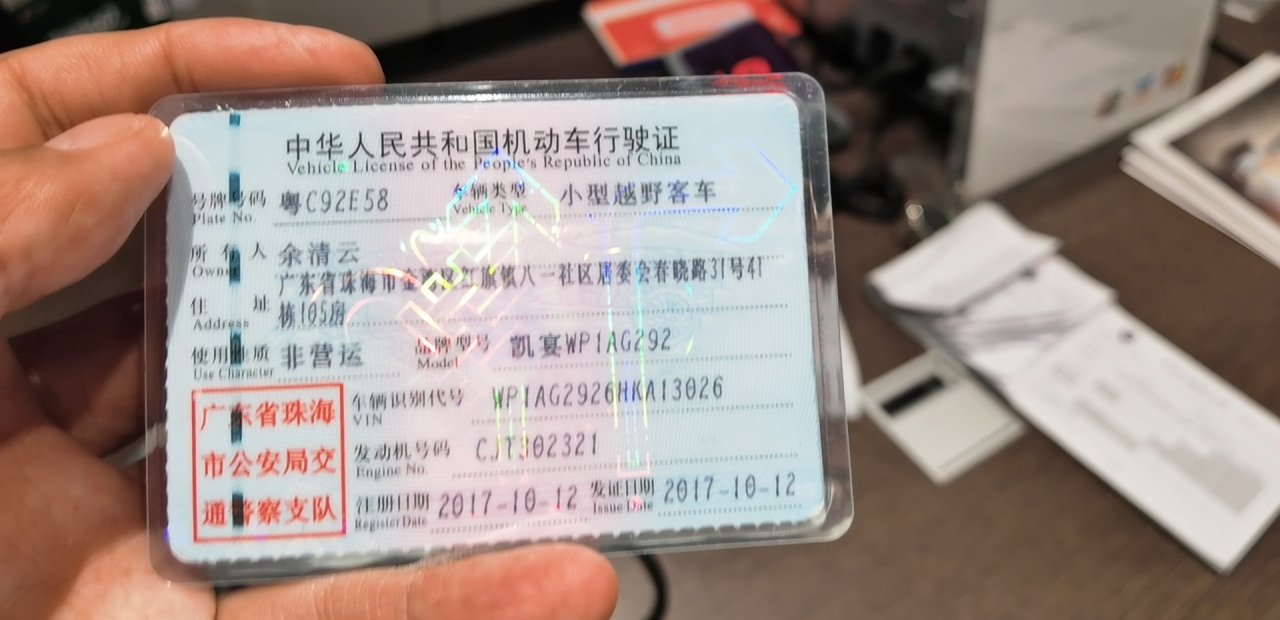 中华人民共和国机动车行驶证
Vehicle License of the People's Republic of China
号牌号码 粤C92E58 车辆类型 小型越野客车
Plate No. Vehicle Type
所有人 余清云
Owner
广东省珠海市金湾区红旗镇八一社区居委会春晓路31号41
住址 栋105房
Address
使用性质 非营运 品牌型号 凯宴WP1AG292
Use Character Model
广东省珠海
市公安局交
通警察支队
车辆识别代号 WP1AG2926HKA13026
VIN
发动机号码 CJT302321
Engine No.
注册日期 2017-10-12 发证日期 2017-10-12
Register Date Issue Date